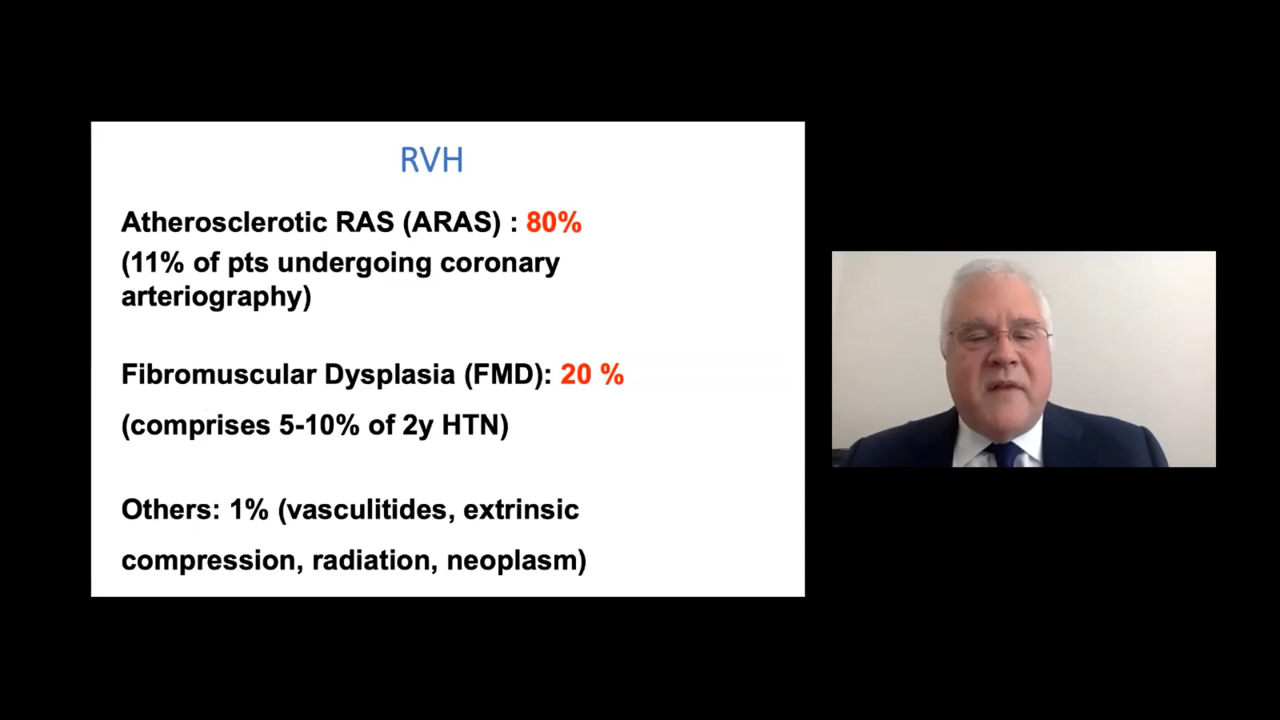 RVH
Atherosclerotic RAS (ARAS) : 80%
(11% of pts undergoing coronary
arteriography)
Fibromuscular Dysplasia (FMD): 20 %
(comprises 5-10% of 2y HTN)
Others: 1% (vasculitides, extrinsic
compression, radiation, neoplasm)